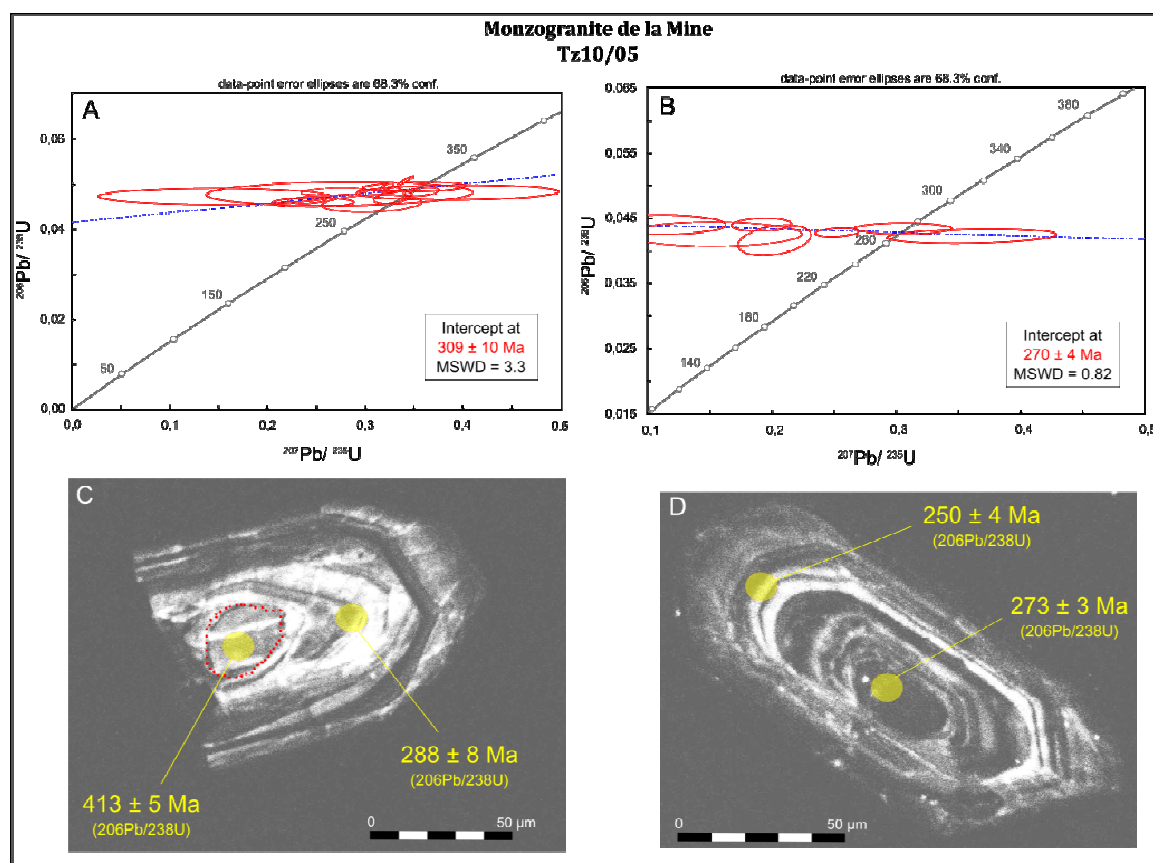 Monzogranite de la Mine
Tz10/05
data-point error ellipses are 68.3% conf.
A
0,06
0,04
0,02
0,00
206Pb/ 238U
350
250
150
50
Intercept at
309 ± 10 Ma
MSWD = 3.3
0,0 0,1 0,2 0,3 0,4 0,5
207Pb/ 235U
data-point error ellipses are 68.3% conf.
B
0,065
0,055
0,045
0,035
0,025
0,015
206Pb/ 238U
380
340
300
260
220
180
140
Intercept at
270 ± 4 Ma
MSWD = 0.82
0,1 0,2 0,3 0,4 0,5
207Pb/ 235U
C
413 ± 5 Ma
(206Pb/238U)
288 ± 8 Ma
(206Pb/238U)
0 50 µm
D
250 ± 4 Ma
(206Pb/238U)
273 ± 3 Ma
(206Pb/238U)
0 50 µm